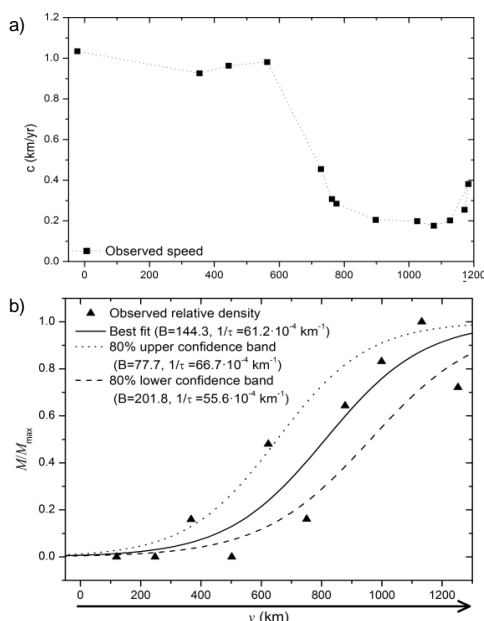 a)
1.2
1.0
0.8
0.6
0.4
0.2
0.0
c (km/yr)
Observed speed
0 200 400 600 800 1000 1200
b)
Observed relative density
Best fit (B=144.3, 1/τ =61.2·10⁻⁴ km⁻¹)
80% upper confidence band
(B=77.7, 1/τ =66.7·10⁻⁴ km⁻¹)
80% lower confidence band
(B=201.8, 1/τ =55.6·10⁻⁴ km⁻¹)
1.0
0.8
0.6
0.4
0.2
0.0
M/Mmax
0 200 400 600 800 1000 1200
y (km)